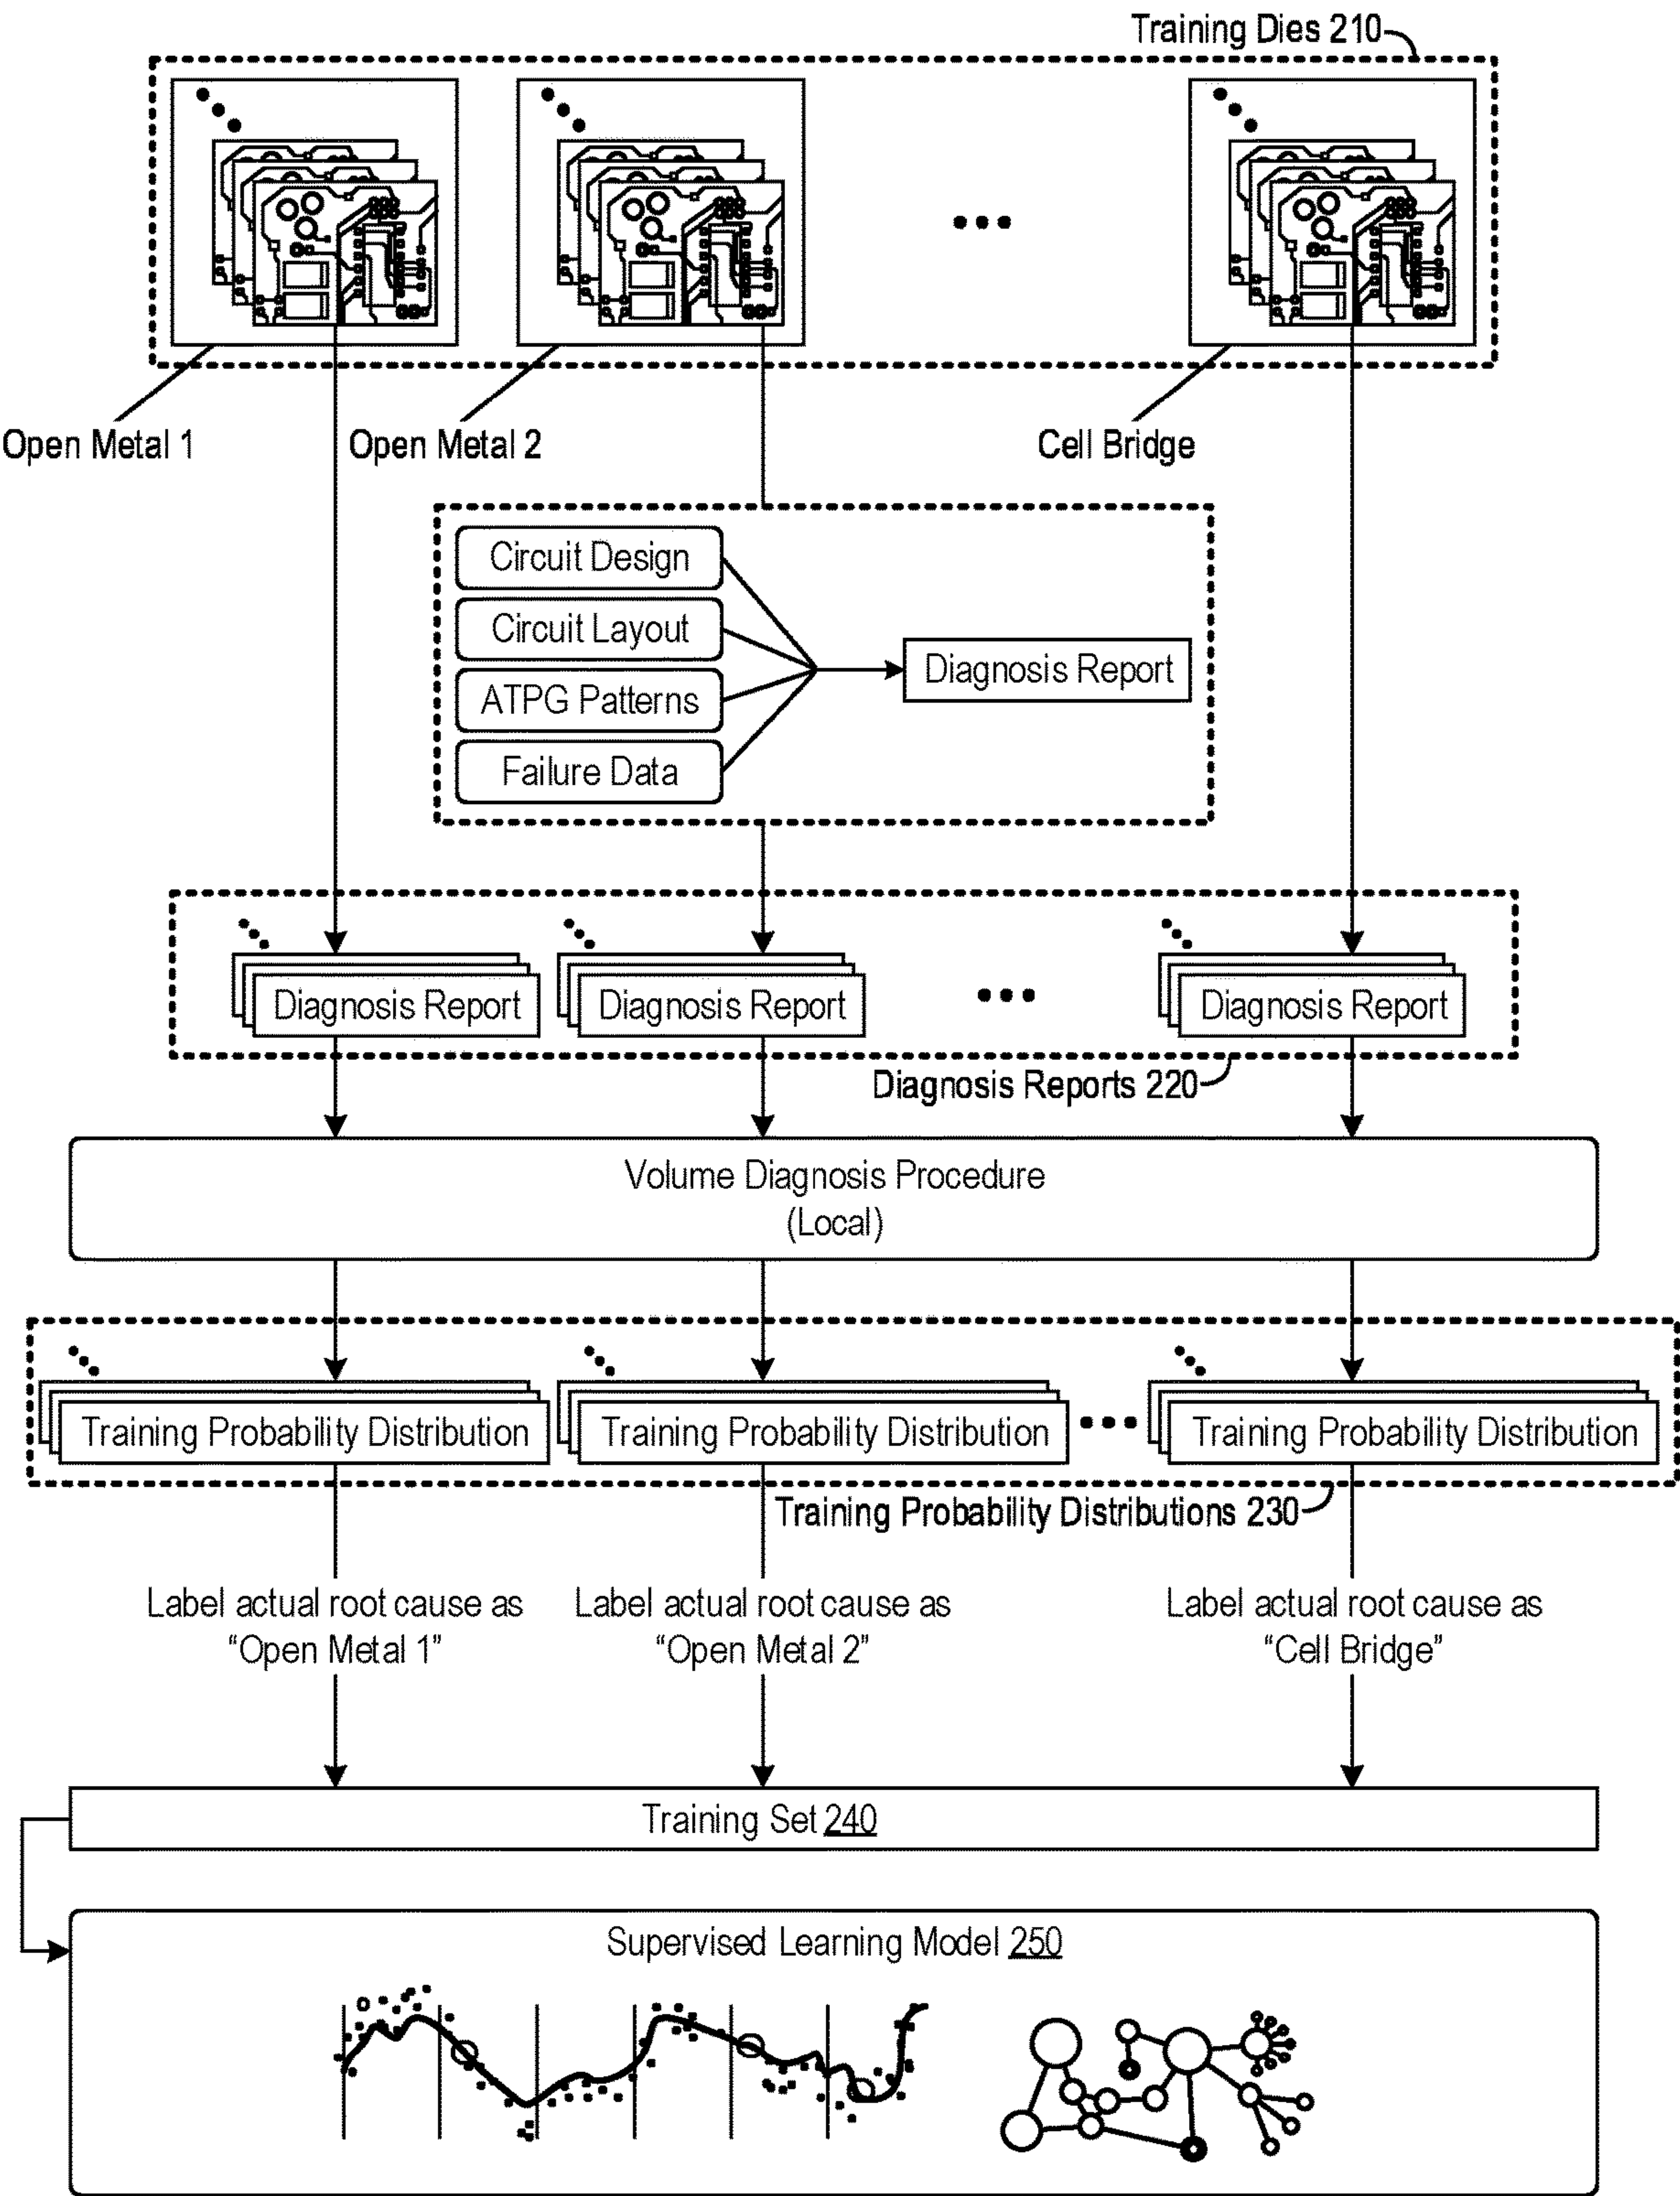 Training Dies 210
Open Metal 1
Open Metal 2
Cell Bridge
Circuit Design
Circuit Layout
ATPG Patterns
Failure Data
Diagnosis Report
Diagnosis Report
Diagnosis Report
Diagnosis Report
Diagnosis Reports 220
Volume Diagnosis Procedure
(Local)
Training Probability Distribution
Training Probability Distribution
Training Probability Distribution
Training Probability Distributions 230
Label actual root cause as
“Open Metal 1”
Label actual root cause as
“Open Metal 2”
Label actual root cause as
“Cell Bridge”
Training Set 240
Supervised Learning Model 250